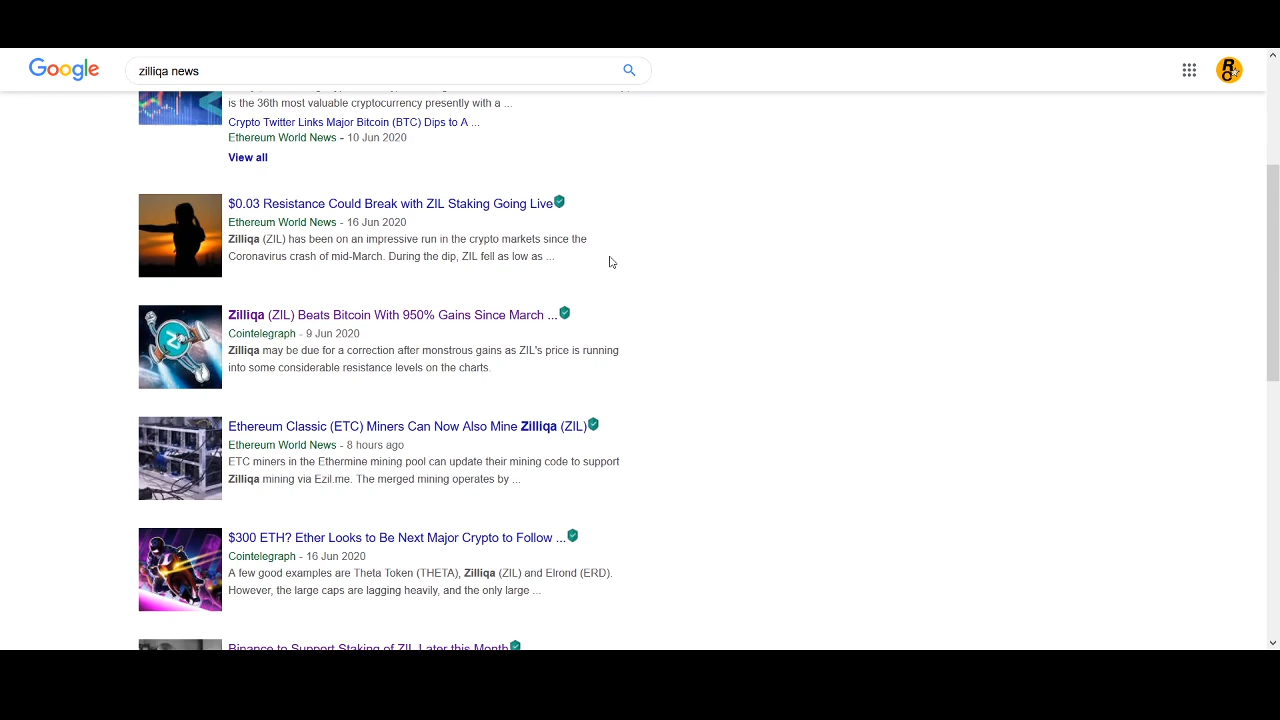 Google
zilliqa news
is the 36th most valuable cryptocurrency presently with a ...
Crypto Twitter Links Major Bitcoin (BTC) Dips to A ...
Ethereum World News - 10 Jun 2020
View all
$0.03 Resistance Could Break with ZIL Staking Going Live
Ethereum World News - 16 Jun 2020
Zilliqa (ZIL) has been on an impressive run in the crypto markets since the
Coronavirus crash of mid-March. During the dip, ZIL fell as low as ...
Zilliqa (ZIL) Beats Bitcoin With 950% Gains Since March ...
Cointelegraph - 9 Jun 2020
Zilliqa may be due for a correction after monstrous gains as ZIL's price is running
into some considerable resistance levels on the charts.
Ethereum Classic (ETC) Miners Can Now Also Mine Zilliqa (ZIL)
Ethereum World News - 8 hours ago
ETC miners in the Ethermine mining pool can update their mining code to support
Zilliqa mining via Ezil.me. The merged mining operates by ...
$300 ETH? Ether Looks to Be Next Major Crypto to Follow ...
Cointelegraph - 16 Jun 2020
A few good examples are Theta Token (THETA), Zilliqa (ZIL) and Elrond (ERD).
However, the large caps are lagging heavily, and the only large ...
Binance to Support Staking of ZIL Later this Month